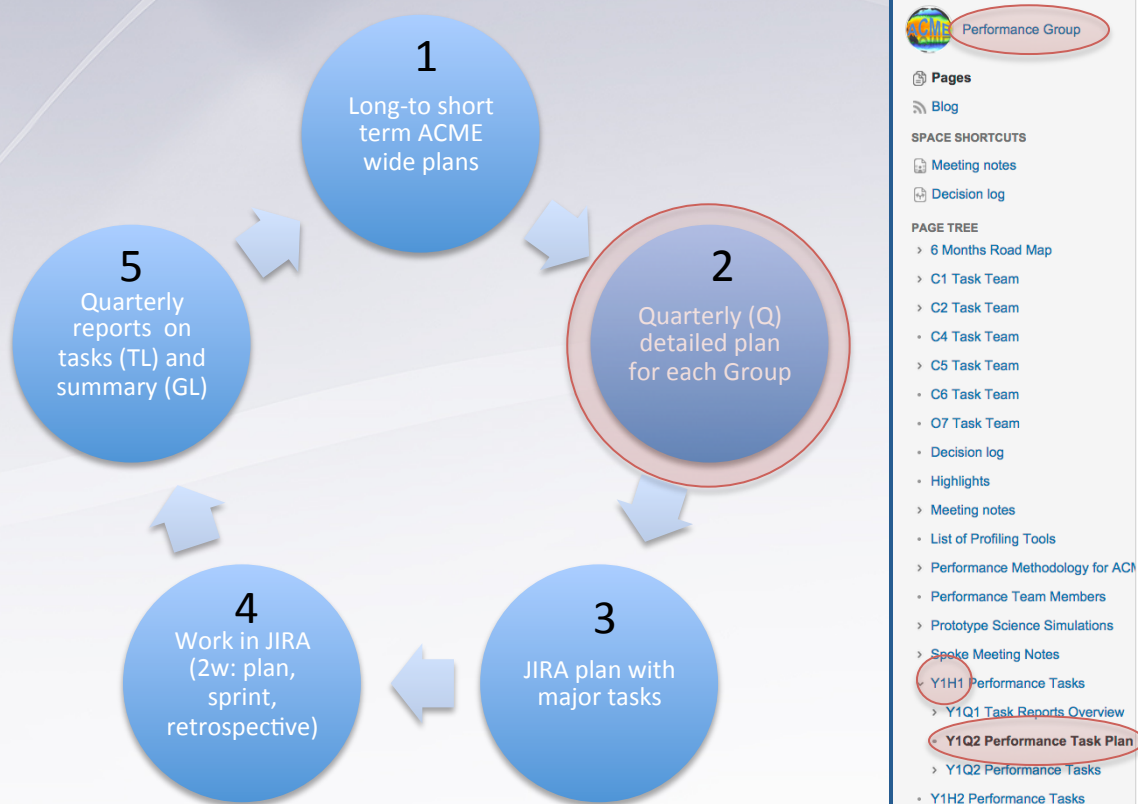 1
Long-to short
term ACME
wide plans
2
Quarterly (Q)
detailed plan
for each Group
3
JIRA plan with
major tasks
4
Work in JIRA
(2w: plan,
sprint,
retrospective)
5
Quarterly
reports on
tasks (TL) and
summary (GL)
ACME
Performance Group
Pages
Blog
SPACE SHORTCUTS
Meeting notes
Decision log
PAGE TREE
6 Months Road Map
C1 Task Team
C2 Task Team
C4 Task Team
C5 Task Team
C6 Task Team
O7 Task Team
Decision log
Highlights
Meeting notes
List of Profiling Tools
Performance Methodology for ACM
Performance Team Members
Prototype Science Simulations
Spoke Meeting Notes
Y1H1 Performance Tasks
Y1Q1 Task Reports Overview
Y1Q2 Performance Task Plan
Y1Q2 Performance Tasks
Y1H2 Performance Tasks